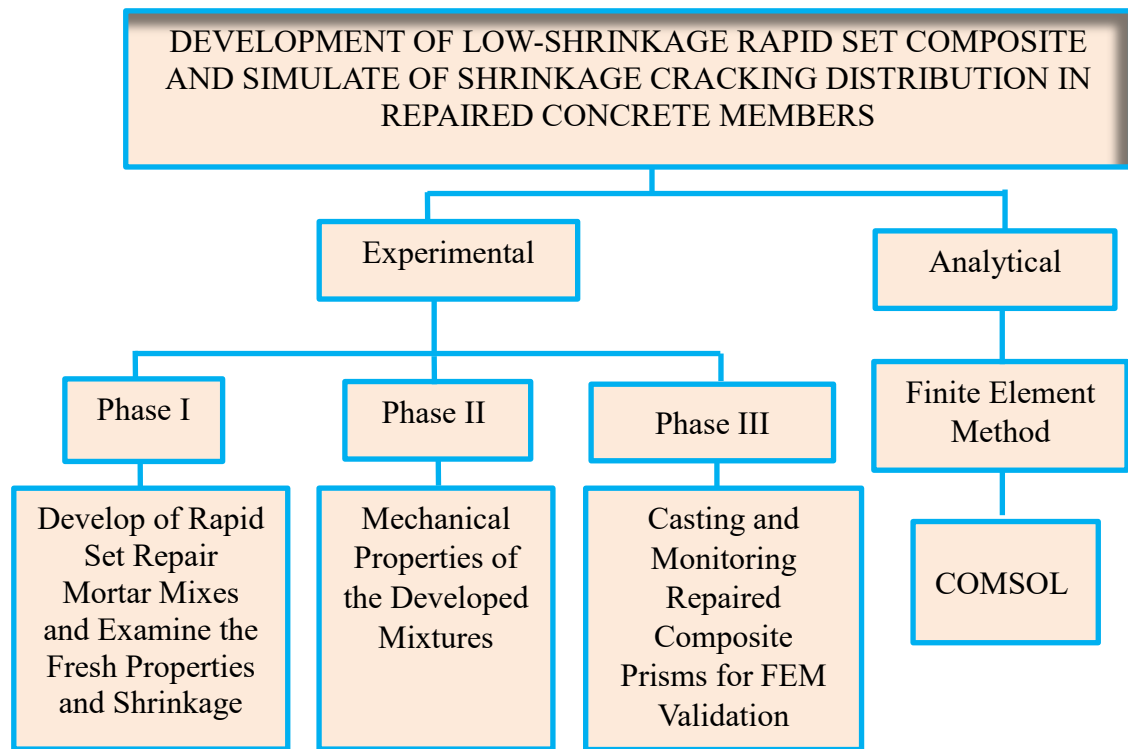 DEVELOPMENT OF LOW-SHRINKAGE RAPID SET COMPOSITE
AND SIMULATE OF SHRINKAGE CRACKING DISTRIBUTION IN
REPAIRED CONCRETE MEMBERS
Experimental
Analytical
Phase I
Phase II
Phase III
Finite Element
Method
Develop of Rapid
Set Repair
Mortar Mixes
and Examine the
Fresh Properties
and Shrinkage
Mechanical
Properties of
the Developed
Mixtures
Casting and
Monitoring
Repaired
Composite
Prisms for FEM
Validation
COMSOL